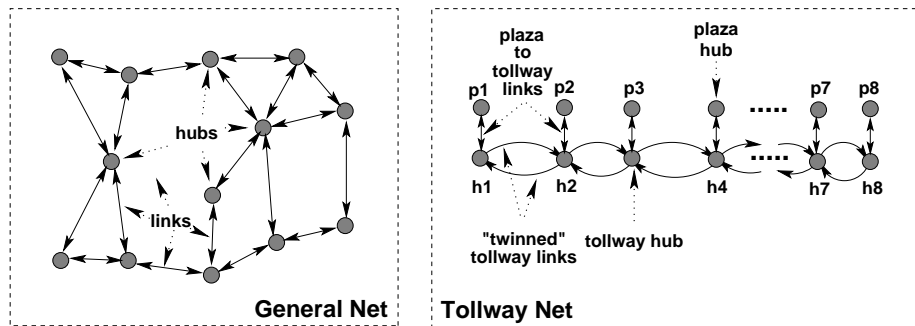 hubs
links
General Net
plaza
hub
plaza
to
tollway
links
p1
p2
p3
p7
p8
.....
.....
h1
h2
h4
h7
h8
"twinned"
tollway links
tollway hub
Tollway Net